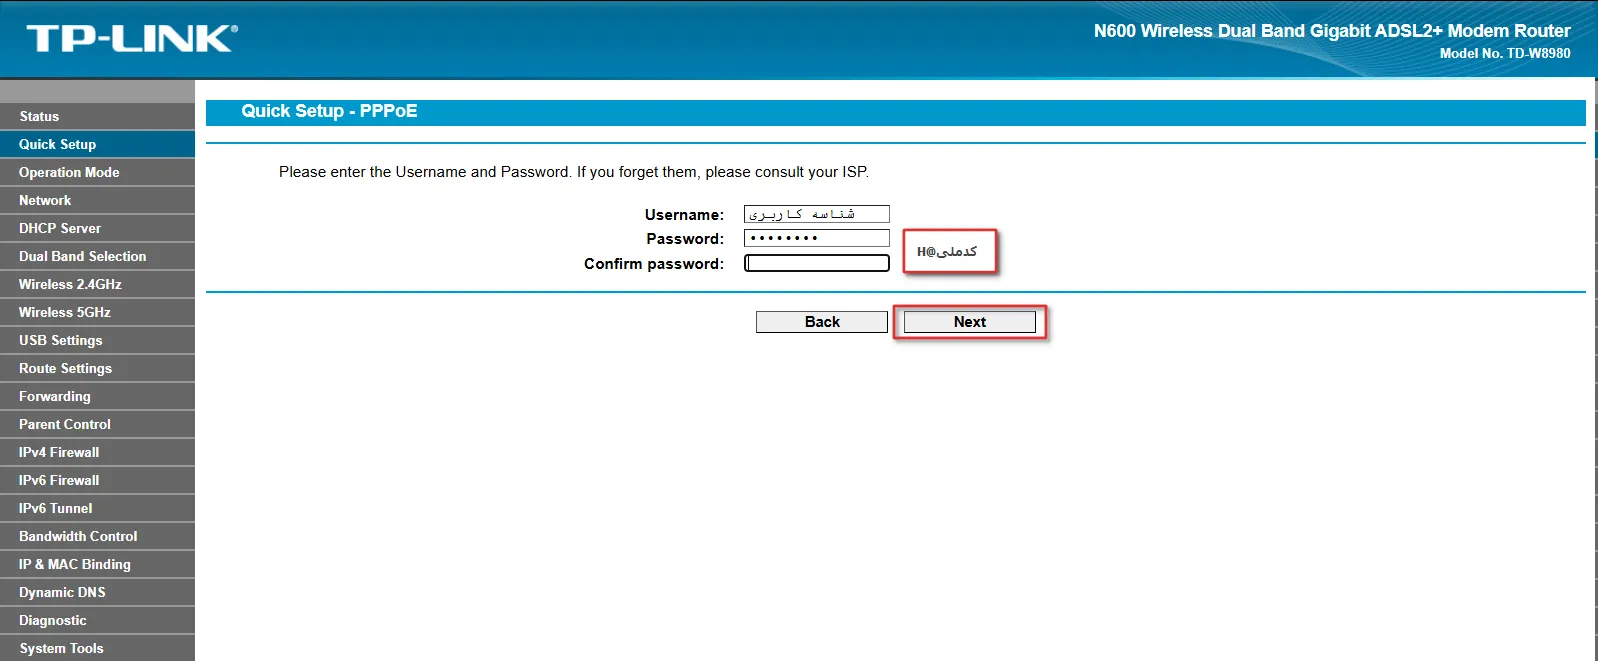 TP-LINK®
N600 Wireless Dual Band Gigabit ADSL2+ Modem Router
Model No. TD-W8980
Status
Quick Setup
Operation Mode
Network
DHCP Server
Dual Band Selection
Wireless 2.4GHz
Wireless 5GHz
USB Settings
Route Settings
Forwarding
Parent Control
IPv4 Firewall
IPv6 Firewall
IPv6 Tunnel
Bandwidth Control
IP & MAC Binding
Dynamic DNS
Diagnostic
System Tools
Quick Setup - PPPoE
Please enter the Username and Password. If you forget them, please consult your ISP.
Username: شناسه کاربری
Password: ••••••••
Confirm password:
H@کدملی
Back Next